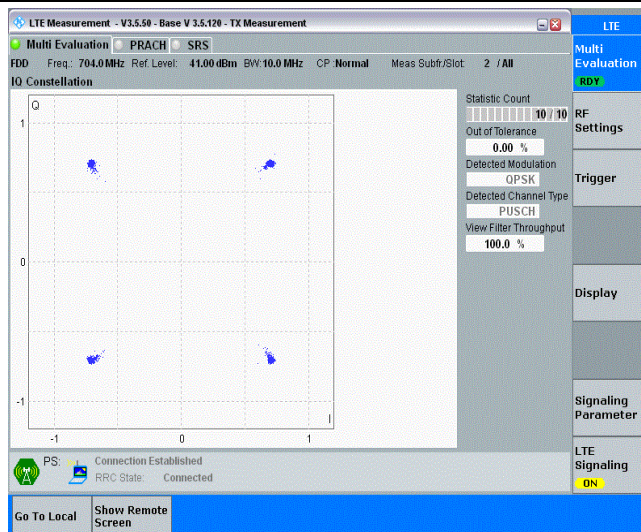 LTE Measurement - V3.5.50 - Base V 3.5.120 - TX Measurement
LTE
Multi Evaluation PRACH SRS
Multi
Evaluation
RDY
FDD Freq.: 704.0 MHz Ref. Level: 41.00 dBm BW: 10.0 MHz CP :Normal Meas Subfr./Slot: 2 / All
IQ Constellation
Q
1
0
-1
-1 0 1
I
Statistic Count
10 / 10
Out of Tolerance
0.00 %
Detected Modulation
QPSK
Detected Channel Type
PUSCH
View Filter Throughput
100.0 %
RF
Settings
Trigger
Display
Signaling
Parameter
LTE
Signaling
ON
PS: Connection Established
RRC State: Connected
Go To Local
Show Remote
Screen